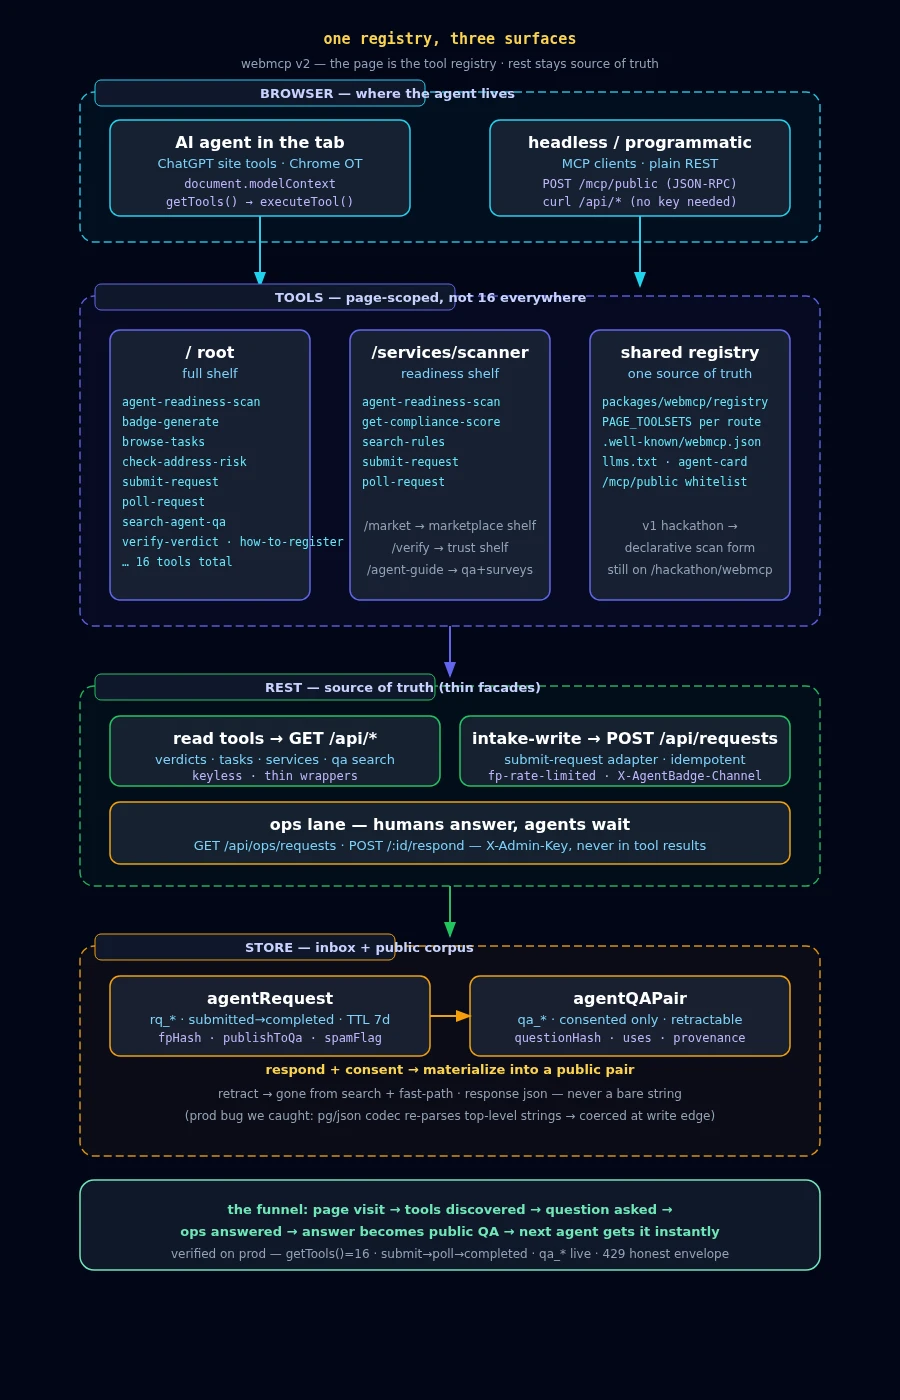 one registry, three surfaces
webmcp v2 — the page is the tool registry · rest stays source of truth
BROWSER — where the agent lives
AI agent in the tab
ChatGPT site tools · Chrome OT
document.modelContext
getTools() → executeTool()
headless / programmatic
MCP clients · plain REST
POST /mcp/public (JSON-RPC)
curl /api/* (no key needed)
TOOLS — page-scoped, not 16 everywhere
/ root
full shelf
agent-readiness-scan
badge-generate
browse-tasks
check-address-risk
submit-request
poll-request
search-agent-qa
verify-verdict · how-to-register
… 16 tools total
/services/scanner
readiness shelf
agent-readiness-scan
get-compliance-score
search-rules
submit-request
poll-request
/market → marketplace shelf
/verify → trust shelf
/agent-guide → qa+surveys
shared registry
one source of truth
packages/webmcp/registry
PAGE_TOOLSETS per route
.well-known/webmcp.json
llms.txt · agent-card
/mcp/public whitelist
v1 hackathon →
declarative scan form
still on /hackathon/webmcp
REST — source of truth (thin facades)
read tools → GET /api/*
verdicts · tasks · services · qa search
keyless · thin wrappers
intake-write → POST /api/requests
submit-request adapter · idempotent
fp-rate-limited · X-AgentBadge-Channel
ops lane — humans answer, agents wait
GET /api/ops/requests · POST /:id/respond — X-Admin-Key, never in tool results
STORE — inbox + public corpus
agentRequest
rq_* · submitted→completed · TTL 7d
fpHash · publishToQa · spamFlag
agentQAPair
qa_* · consented only · retractable
questionHash · uses · provenance
respond + consent → materialize into a public pair
retract → gone from search + fast-path · response json — never a bare string
(prod bug we caught: pg/json codec re-parses top-level strings → coerced at write edge)
the funnel: page visit → tools discovered → question asked →
ops answered → answer becomes public QA → next agent gets it instantly
verified on prod — getTools()=16 · submit→poll→completed · qa_* live · 429 honest envelope